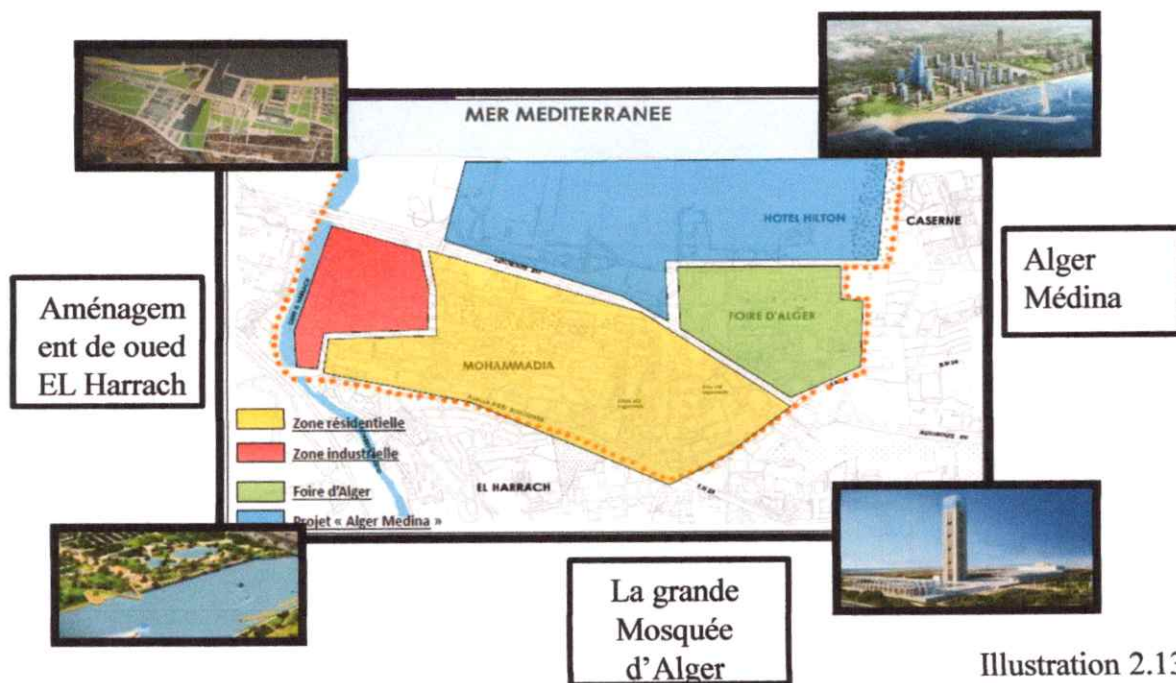 MER MEDITERRANEE
HOTEL HILTON
CASERNE
Aménagem
ent de oued
EL Harrach
Alger
Médina
FOIRE D'ALGER
MOHAMMADIA
Zone résidentielle
Zone industrielle
Foire d'Alger
Projet « Alger Medina »
EL HARRACH
La grande
Mosquée
d'Alger
Illustration 2.13